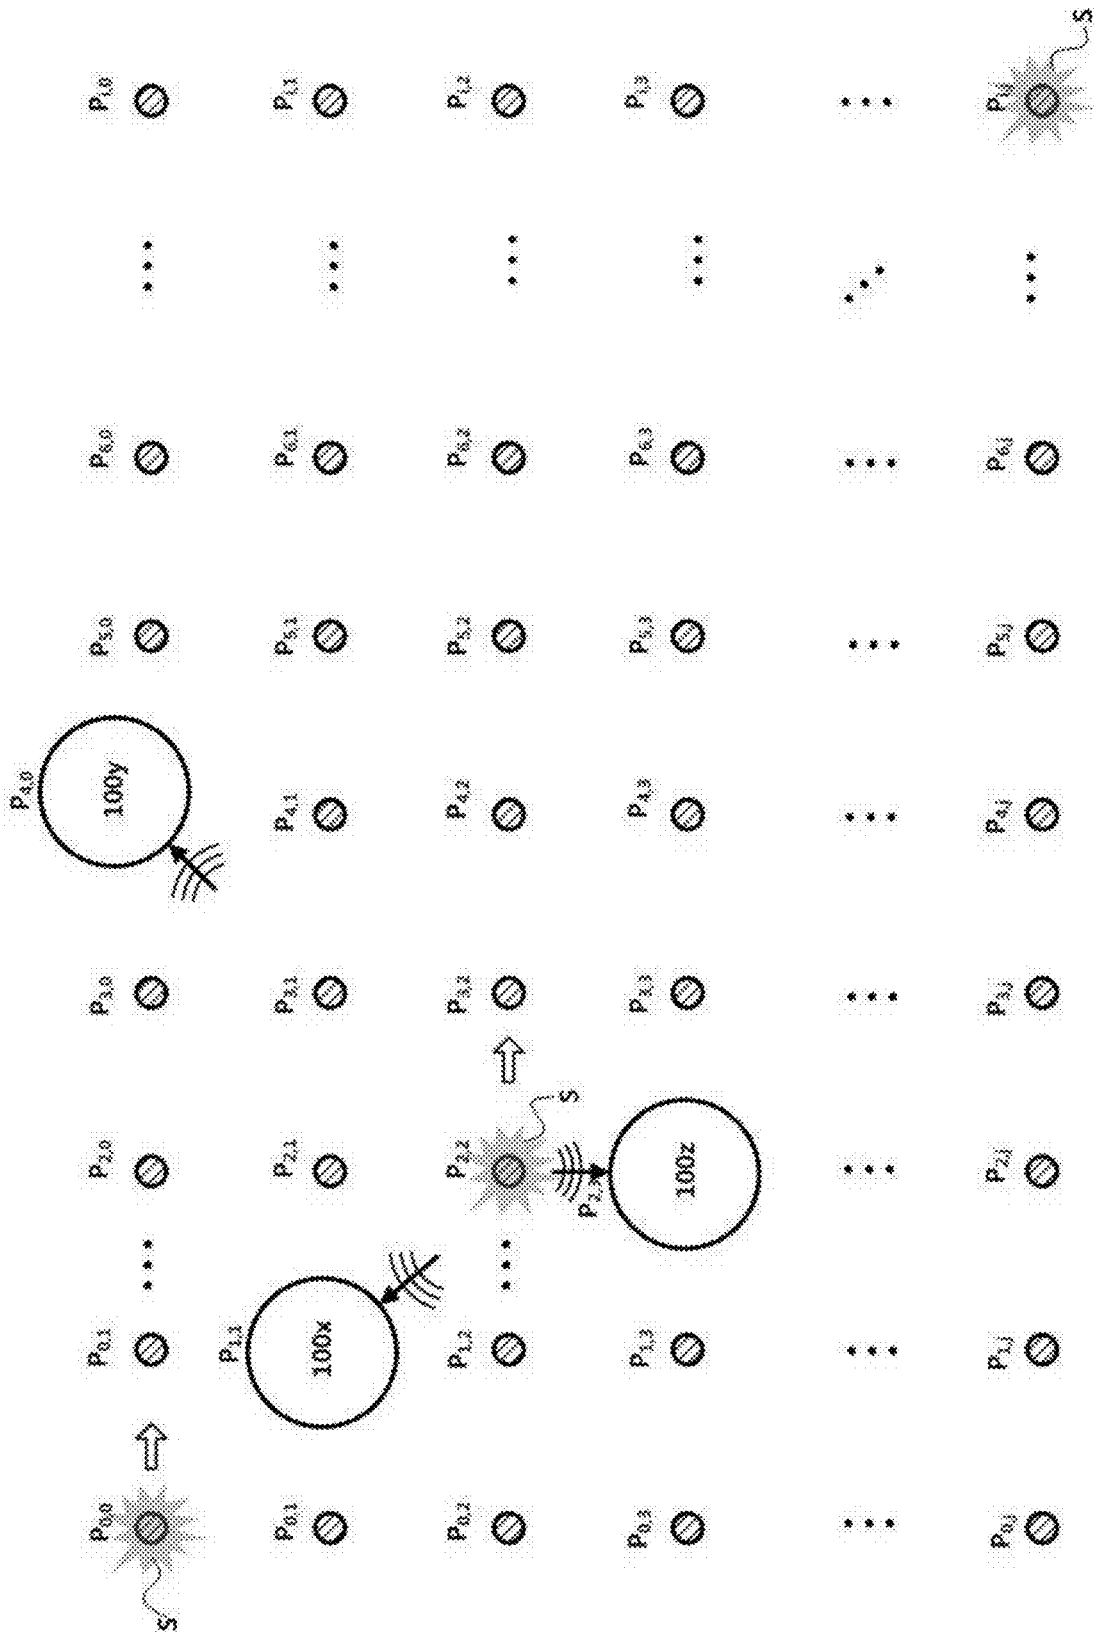 P4,0
P0,0 P0,1 P2,0 P3,0 100y P5,0 P6,0 Pi,0
S
P1,1
P0,1 100x P2,1 P3,1 P4,1 P5,1 P6,1 Pi,1
P0,2 P1,2 P2,2 P3,2 P4,2 P5,2 P6,2 Pi,2
S
P2,
P0,3 P1,3 100z P3,3 P4,3 P5,3 P6,3 Pi,3
P0,j P1,j P2,j P3,j P4,j P5,j P6,j Pi,j
S